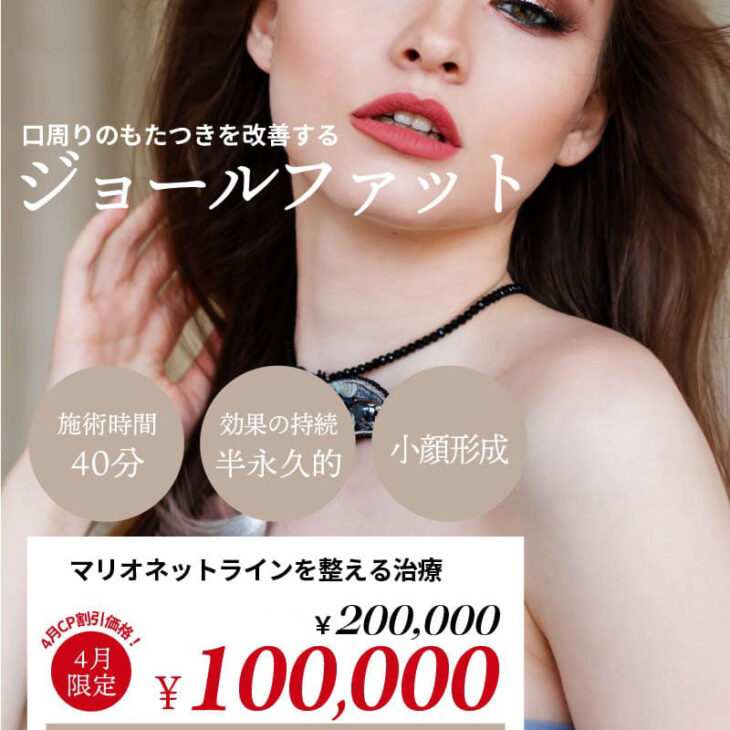 口周りのもたつきを改善する
ジョールファット
施術時間
40分
効果の持続
半永久的
小顔形成
マリオネットラインを整える治療
¥200,000
4月CP割引価格!
4月
限定
¥100,000